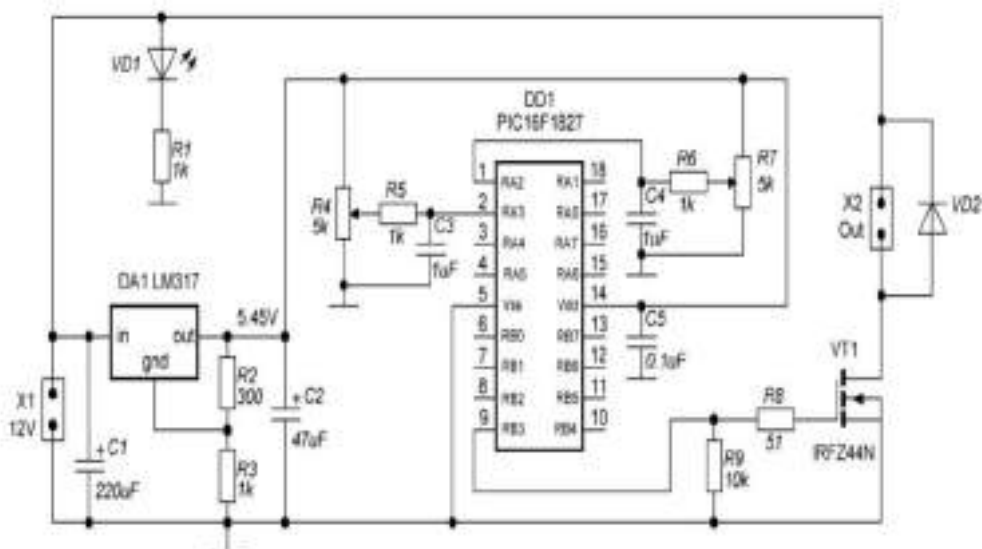 VD1
R1
1k
DD1
PIC16F1827
R4
5k
R5
1k
C3
1uF
1
RA2
RA1
18
2
RA3
RA0
17
3
RA4
RA7
16
4
RA5
RA6
15
5
Vss
Vdd
14
6
RB0
RB7
13
7
RB1
RB6
12
8
RB2
RB5
11
9
RB3
RB4
10
R6
1k
R7
5k
C4
1uF
C5
0.1uF
X2
Out
VD2
DA1 LM317
in
out
gnd
5.45V
X1
12V
+
C1
220uF
R2
300
R3
1k
+
C2
47uF
VT1
IRFZ44N
R8
51
R9
10k